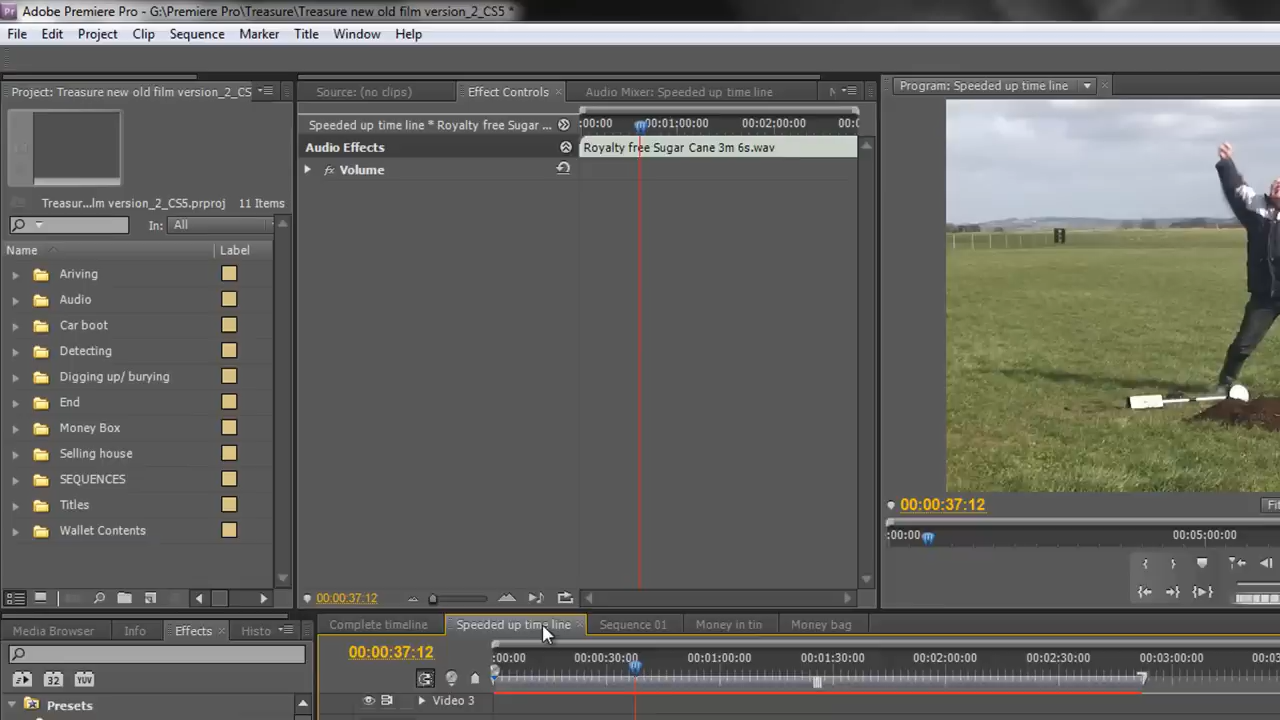 Pr Adobe Premiere Pro - G:\Premiere Pro\Treasure\Treasure new old film version_2_CS5 *
File Edit Project Clip Sequence Marker Title Window Help
Project: Treasure new old film version_2_CS
Treasur...lm version_2_CS5.prproj 11 Items
In: All
Name Label
Ariving
Audio
Car boot
Detecting
Digging up/ burying
End
Money Box
Selling house
SEQUENCES
Titles
Wallet Contents
Source: (no clips) Effect Controls Audio Mixer: Speeded up time line
Speeded up time line * Royalty free Sugar ... :00:00 00:01:00:00 00:02:00:00 00:0
Audio Effects Royalty free Sugar Cane 3m 6s.wav
fx Volume
00:00:37:12
Program: Speeded up time line
00:00:37:12 Fit
:00:00 00:05:00:00
Media Browser Info Effects Histo
32
Presets
Complete timeline Speeded up time line Sequence 01 Money in tin Money bag
00:00:37:12 :00:00 00:00:30:00 00:01:00:00 00:01:30:00 00:02:00:00 00:02:30:00 00:03:00:00 00:03
Video 3